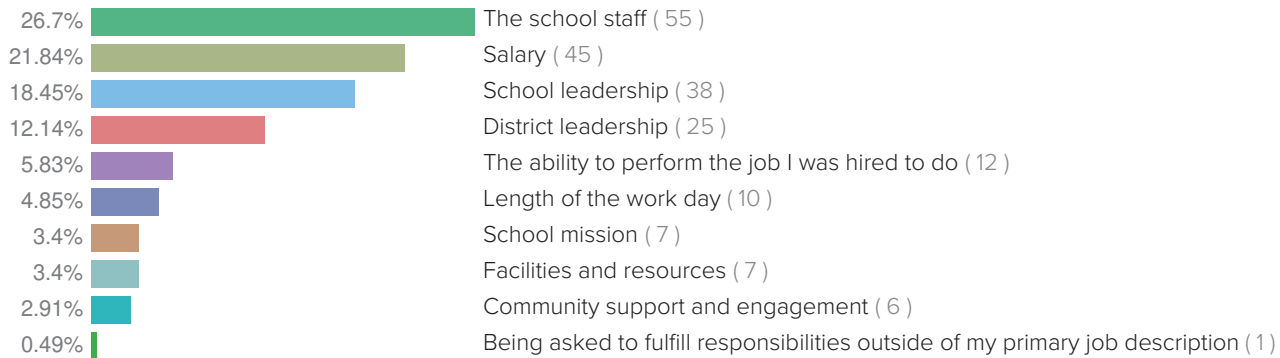 26.7% The school staff ( 55 )
21.84% Salary ( 45 )
18.45% School leadership ( 38 )
12.14% District leadership ( 25 )
5.83% The ability to perform the job I was hired to do ( 12 )
4.85% Length of the work day ( 10 )
3.4% School mission ( 7 )
3.4% Facilities and resources ( 7 )
2.91% Community support and engagement ( 6 )
0.49% Being asked to fulfill responsibilities outside of my primary job description ( 1 )